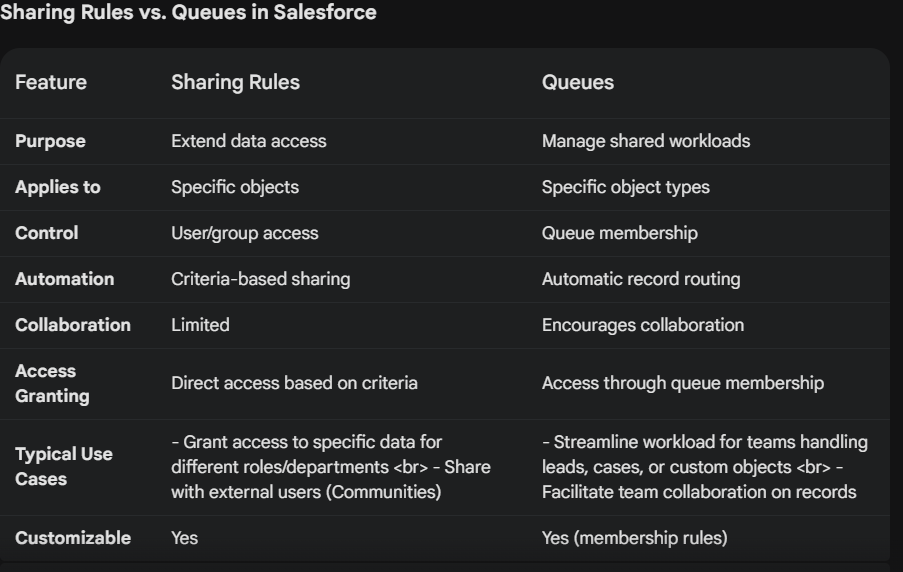 Sharing Rules vs. Queues in Salesforce
Feature Sharing Rules Queues
Purpose Extend data access Manage shared workloads
Applies to Specific objects Specific object types
Control User/group access Queue membership
Automation Criteria-based sharing Automatic record routing
Collaboration Limited Encourages collaboration
Access
Granting
Direct access based on criteria Access through queue membership
Typical Use
Cases
- Grant access to specific data for
different roles/departments <br> - Share
with external users (Communities)
- Streamline workload for teams handling
leads, cases, or custom objects <br> -
Facilitate team collaboration on records
Customizable Yes Yes (membership rules)